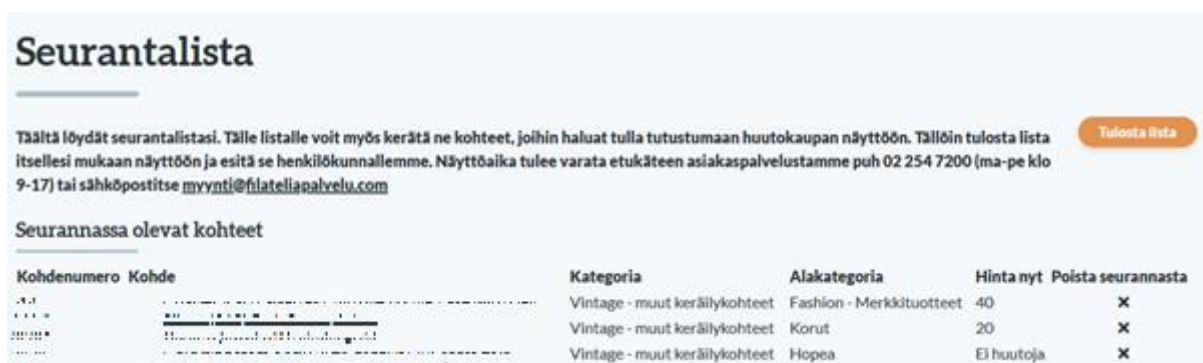 Seurantalista
Täältä löydät seurantalistasi. Tälle listalle voit myös kerätä ne kohteet, joihin haluat tulla tutustumaan huutokaupan näyttöön. Tällöin tulosta lista
Tulosta lista
itsellesi mukaan näyttöön ja esitä se henkilökunnallemme. Näyttöaika tulee varata etukäteen asiakaspalvelustamme puh 02 254 7200 (ma-pe klo
9-17) tai sähköpostitse myynti@filateliapalvelu.com
Seurannassa olevat kohteet
Kohdenumero Kohde Kategoria Alakategoria Hinta nyt Poista seurannasta
Vintage - muut keräilykohteet Fashion - Merkkituotteet 40 ×
Vintage - muut keräilykohteet Korut 20 ×
Vintage - muut keräilykohteet Hopea Ei huutoja ×